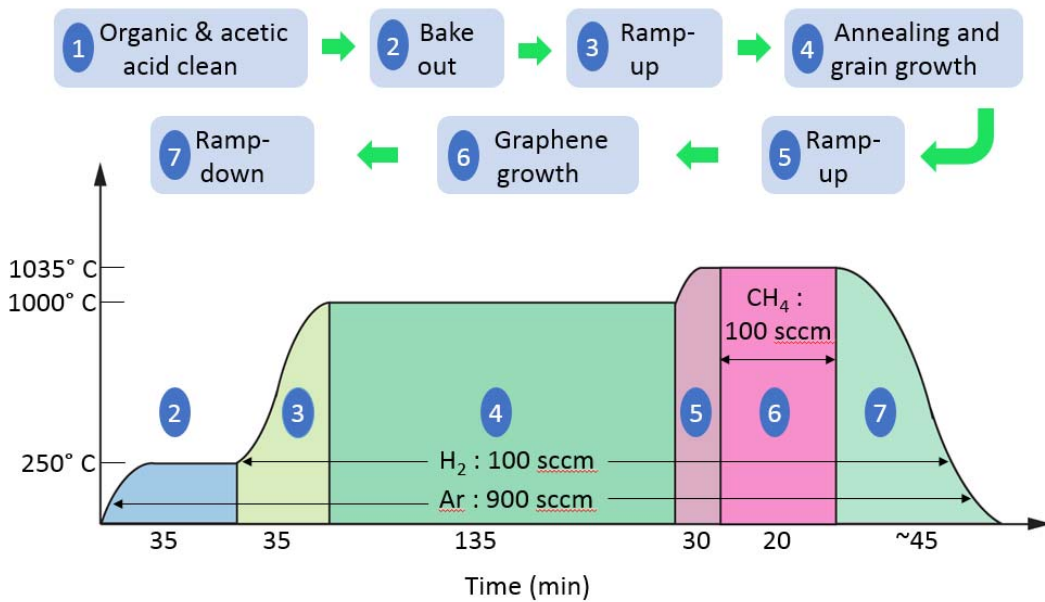 1 Organic & acetic
acid clean
2 Bake
out
3 Ramp-
up
4 Annealing and
grain growth
7 Ramp-
down
6 Graphene
growth
5 Ramp-
up
1035° C
1000° C
CH₄ :
100 sccm
2
3
4
5
6
7
250° C
H₂ : 100 sccm
Ar : 900 sccm
35
35
135
30
20
~45
Time (min)